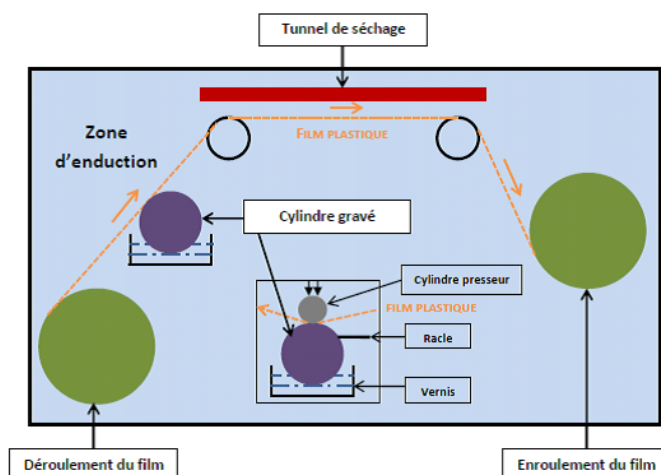 Tunnel de séchage
Zone
d'enduction
FILM PLASTIQUE
Cylindre gravé
Cylindre presseur
FILM PLASTIQUE
Racle
Vernis
Déroulement du film
Enroulement du film